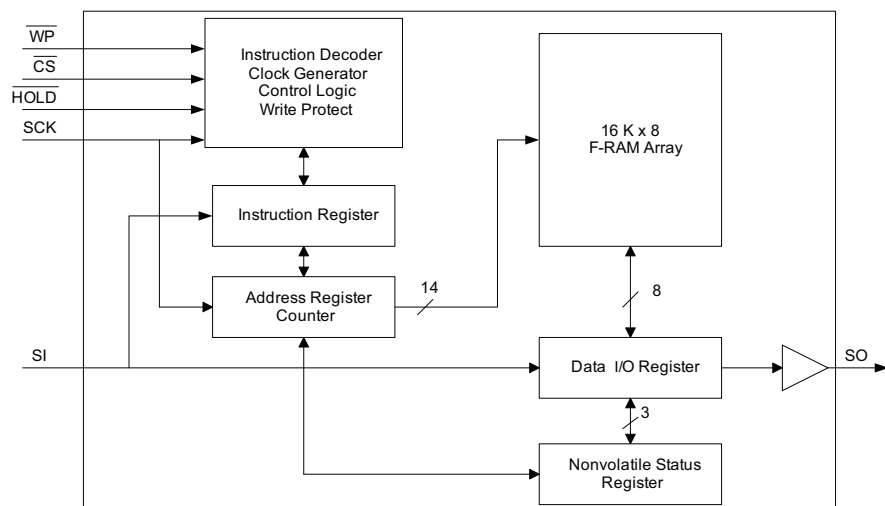 WP
CS
HOLD
SCK
Instruction Decoder
Clock Generator
Control Logic
Write Protect
16 K x 8
F-RAM Array
Instruction Register
Address Register
Counter
14
8
SI
Data I/O Register
SO
3
Nonvolatile Status
Register